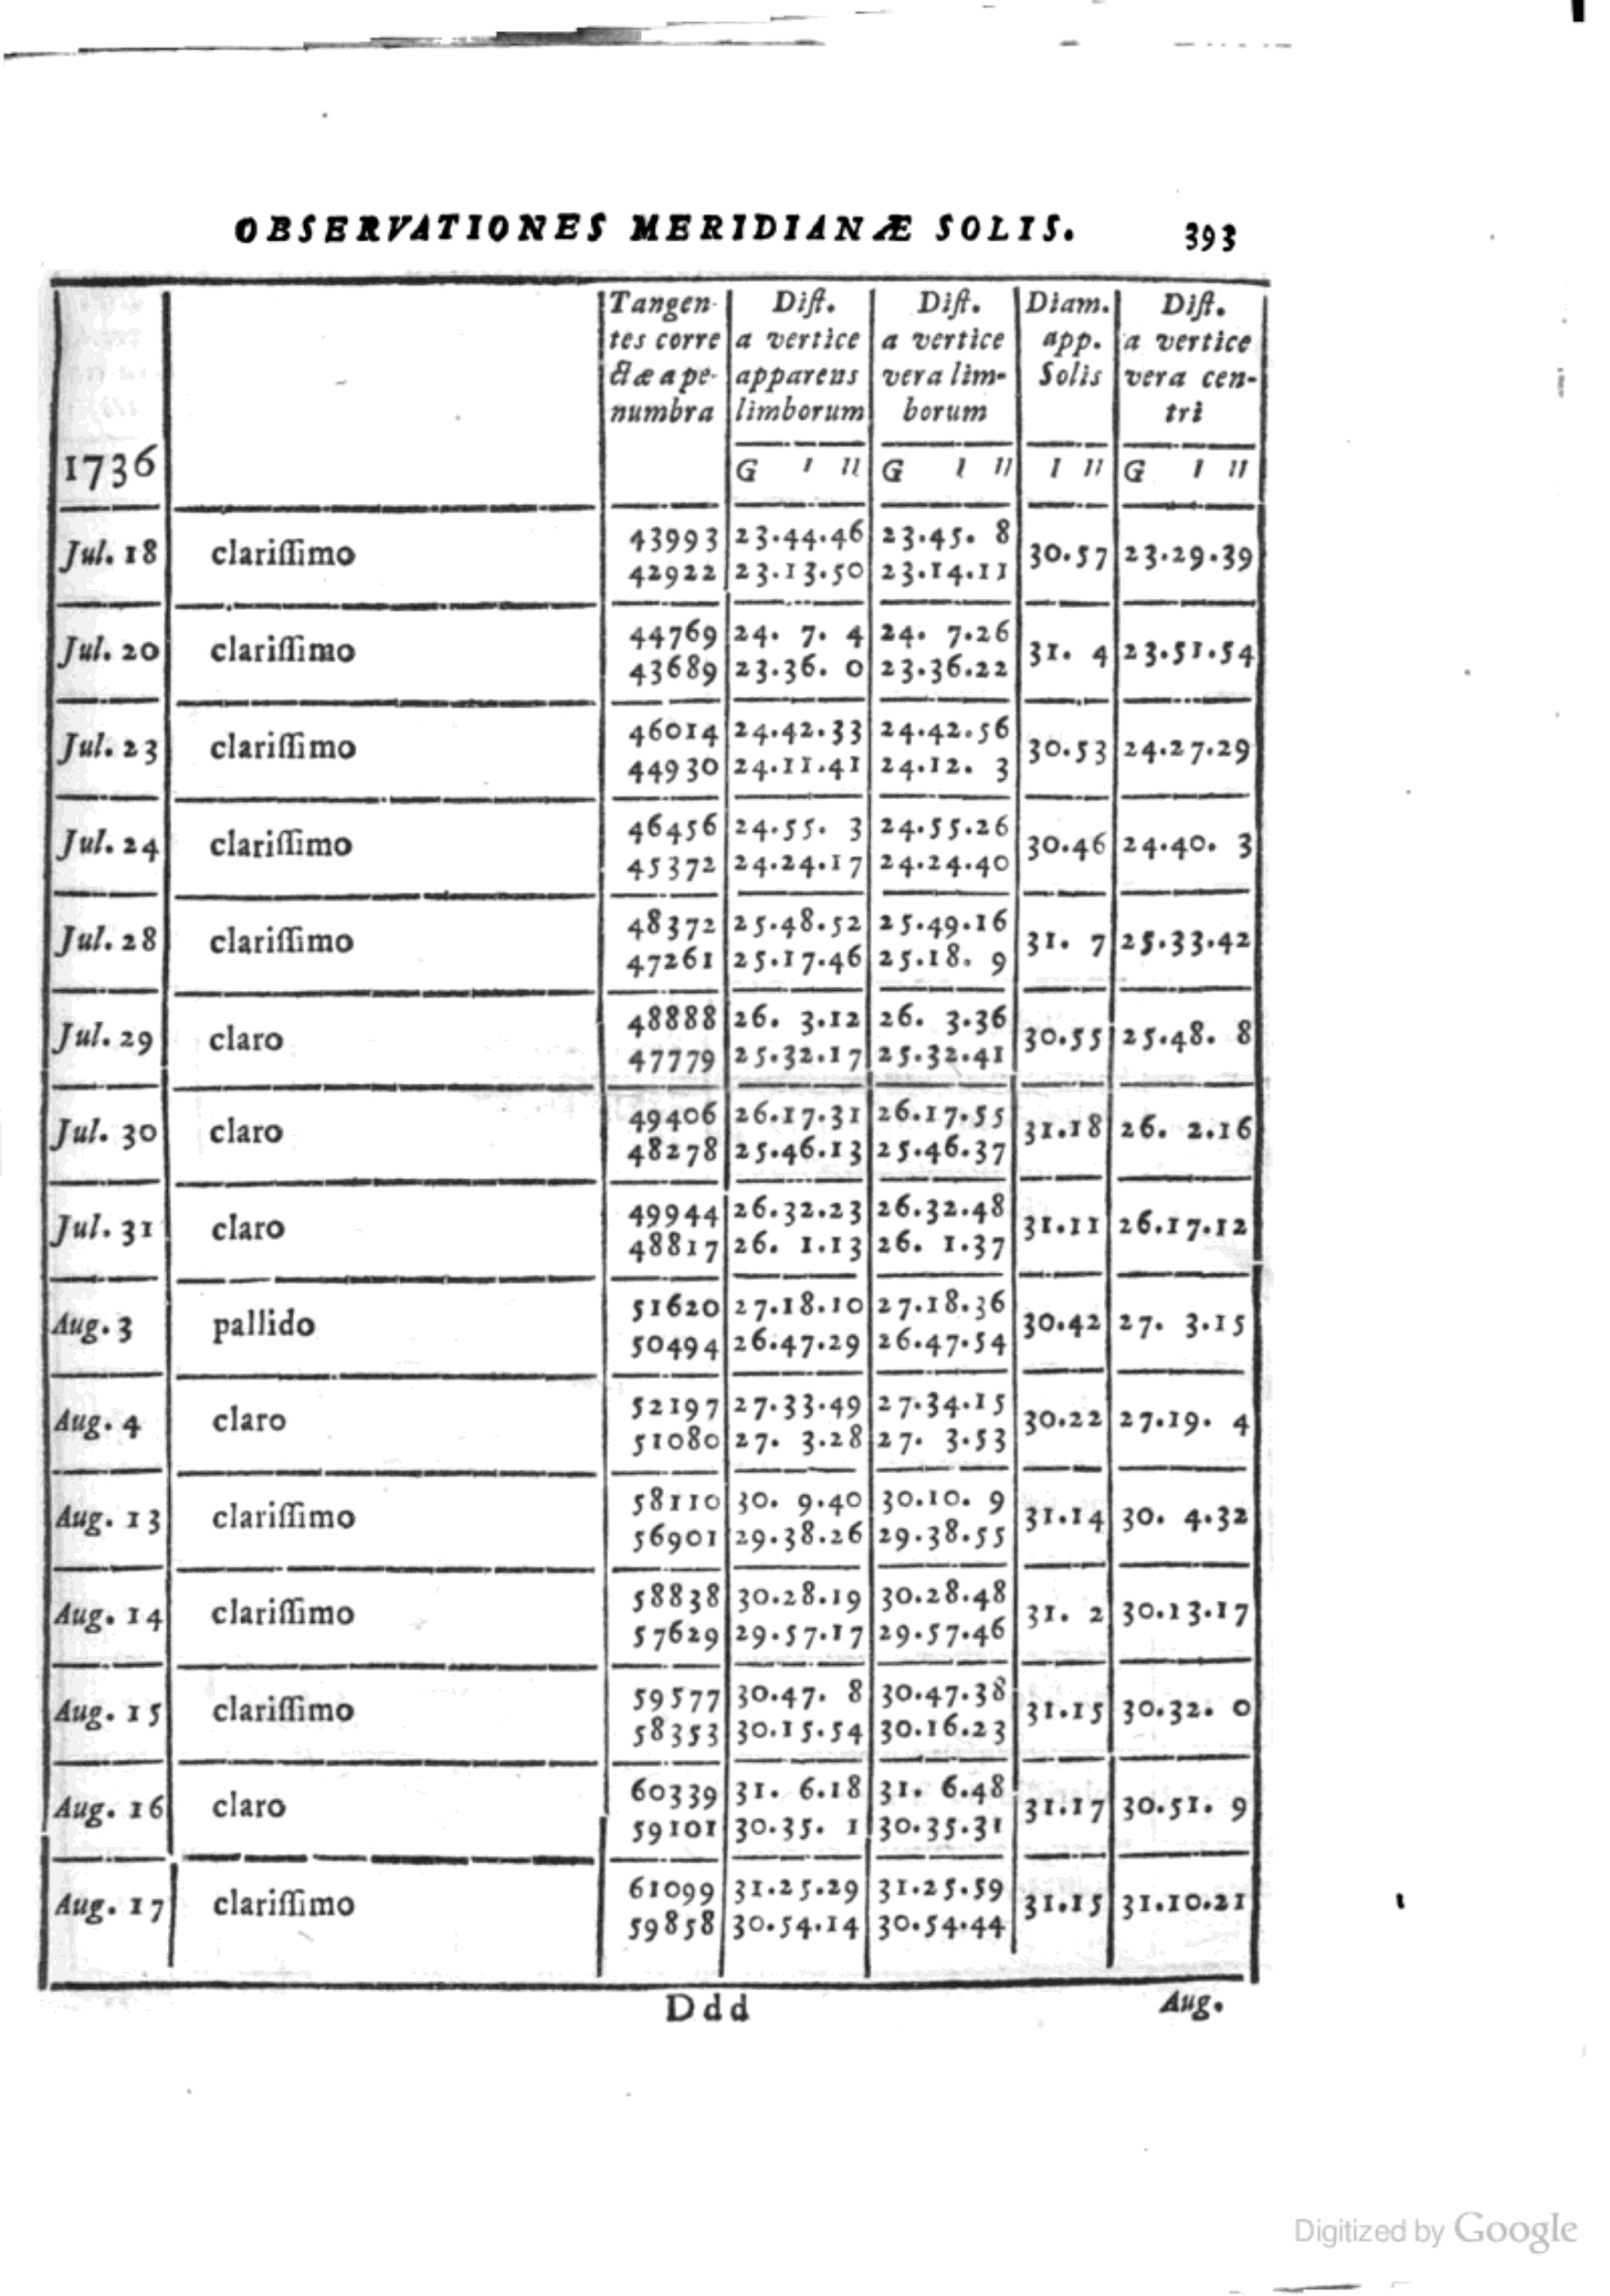 OBSERVATIONES MERIDIANÆ SOLIS. 393
Tangen- Diſt. Diſt. Diam. Diſt.
tes corre a vertice a vertice app. a vertice
ctæ a pe- apparens vera lim- Solis vera cen-
numbra limborum borum tri
1736 G I II G I II I II G I II
43993 23.44.46 23.45. 8
Jul. 18 clariſſimo 30.57 23.29.39
42922 23.13.50 23.14.11
44769 24. 7. 4 24. 7.26
Jul. 20 clariſſimo 31. 4 23.51.54
43689 23.36. 0 23.36.22
46014 24.42.33 24.42.56
Jul. 23 clariſſimo 30.53 24.27.29
44930 24.11.41 24.12. 3
46456 24.55. 3 24.55.26
Jul. 24 clariſſimo 30.46 24.40. 3
45372 24.24.17 24.24.40
48372 25.48.52 25.49.16
Jul. 28 clariſſimo 31. 7 25.33.42
47261 25.17.46 25.18. 9
48888 26. 3.12 26. 3.36
Jul. 29 claro 30.55 25.48. 8
47779 25.32.17 25.32.41
49406 26.17.31 26.17.55
Jul. 30 claro 31.18 26. 2.16
48278 25.46.13 25.46.37
49944 26.32.23 26.32.48
Jul. 31 claro 31.11 26.17.12
48817 26. 1.13 26. 1.37
51620 27.18.10 27.18.36
Aug. 3 pallido 30.42 27. 3.15
50494 26.47.29 26.47.54
52197 27.33.49 27.34.15
Aug. 4 claro 30.22 27.19. 4
51080 27. 3.28 27. 3.53
58110 30. 9.40 30.10. 9
Aug. 13 clariſſimo 31.14 30. 4.32
56901 29.38.26 29.38.55
58838 30.28.19 30.28.48
Aug. 14 clariſſimo 31. 2 30.13.17
57629 29.57.17 29.57.46
59577 30.47. 8 30.47.38
Aug. 15 clariſſimo 31.15 30.32. 0
58353 30.15.54 30.16.23
60339 31. 6.18 31. 6.48
Aug. 16 claro 31.17 30.51. 9
59101 30.35. 1 30.35.31
61099 31.25.29 31.25.59
Aug. 17 clariſſimo 31.15 31.10.21
59858 30.54.14 30.54.44
Ddd Aug.
Digitized by Google